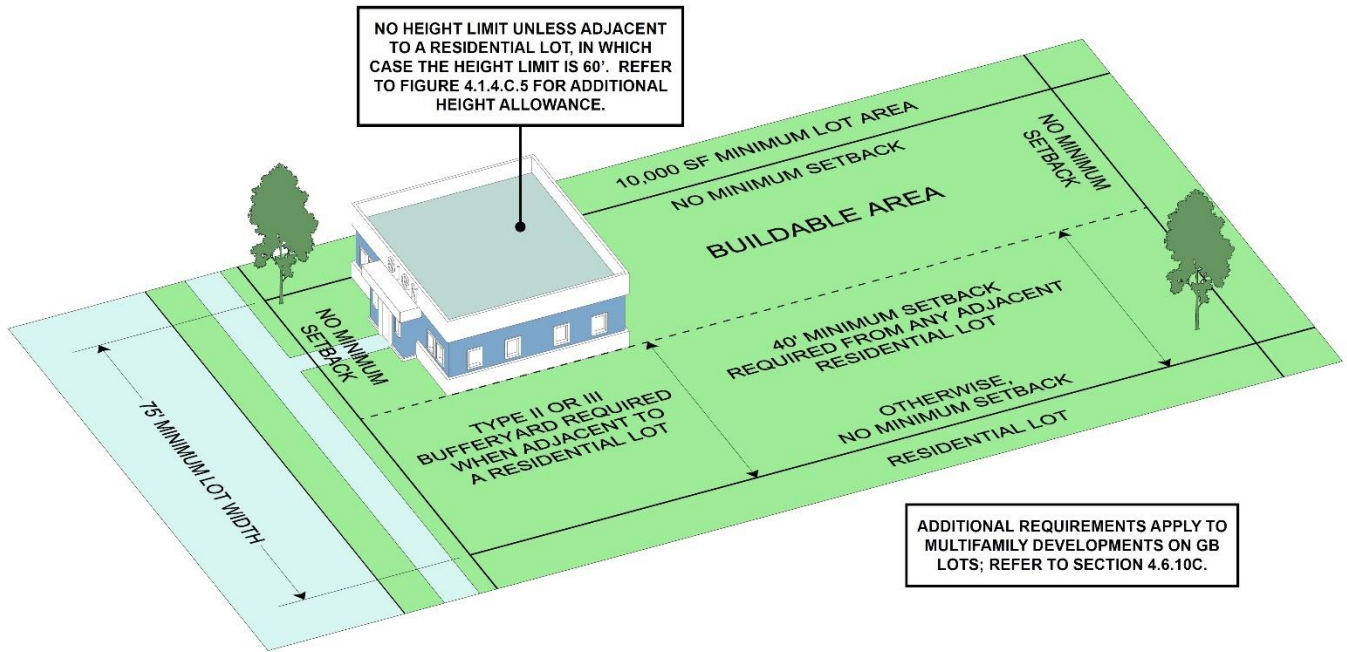 NO HEIGHT LIMIT UNLESS ADJACENT
TO A RESIDENTIAL LOT, IN WHICH
CASE THE HEIGHT LIMIT IS 60'. REFER
TO FIGURE 4.1.4.C.5 FOR ADDITIONAL
HEIGHT ALLOWANCE.
10,000 SF MINIMUM LOT AREA
NO MINIMUM SETBACK
NO MINIMUM
SETBACK
BUILDABLE AREA
NO MINIMUM
SETBACK
40' MINIMUM SETBACK
REQUIRED FROM ANY ADJACENT
RESIDENTIAL LOT
OTHERWISE,
NO MINIMUM SETBACK
TYPE II OR III
BUFFERYARD REQUIRED
WHEN ADJACENT TO
A RESIDENTIAL LOT
RESIDENTIAL LOT
75' MINIMUM LOT WIDTH
ADDITIONAL REQUIREMENTS APPLY TO
MULTIFAMILY DEVELOPMENTS ON GB
LOTS; REFER TO SECTION 4.6.10C.